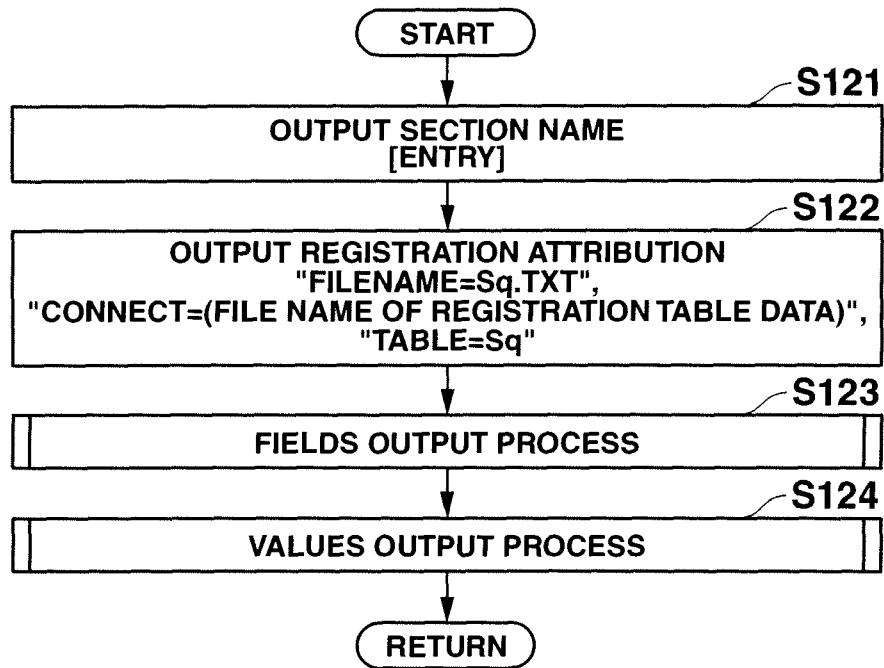 START
S121
OUTPUT SECTION NAME
[ENTRY]
S122
OUTPUT REGISTRATION ATTRIBUTION
"FILENAME=Sq.TXT",
"CONNECT=(FILE NAME OF REGISTRATION TABLE DATA)",
"TABLE=Sq"
S123
FIELDS OUTPUT PROCESS
S124
VALUES OUTPUT PROCESS
RETURN